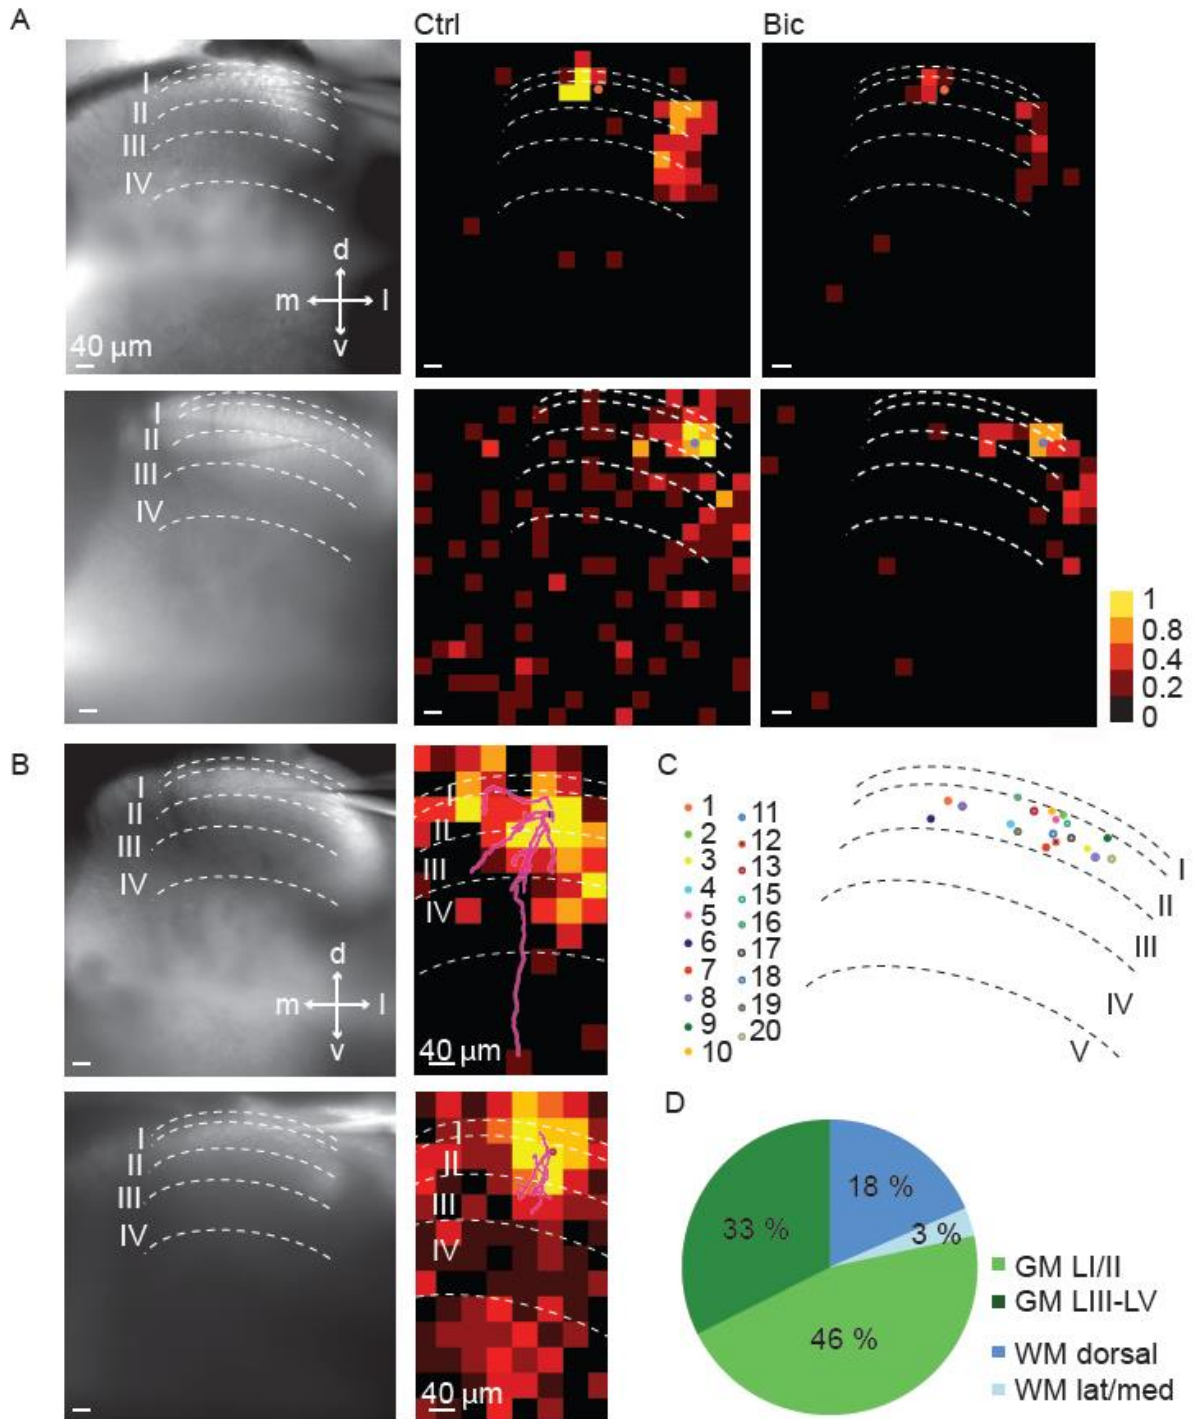 A
Ctrl
Bic
I
II
III
IV
d
m l
v
40 µm
I
II
III
IV
1
0.8
0.4
0.2
0
B
I
II
III
IV
d
m l
v
I
II
III
IV
40 µm
C
1 11
2 12
3 13
4 15
5 16
6 17
7 18
8 19
9 20
10
I
II
III
IV
V
I
II
III
IV
I
II
III
IV
40 µm
D
18 %
3 %
33 %
46 %
GM LI/II
GM LIII-LV
WM dorsal
WM lat/med